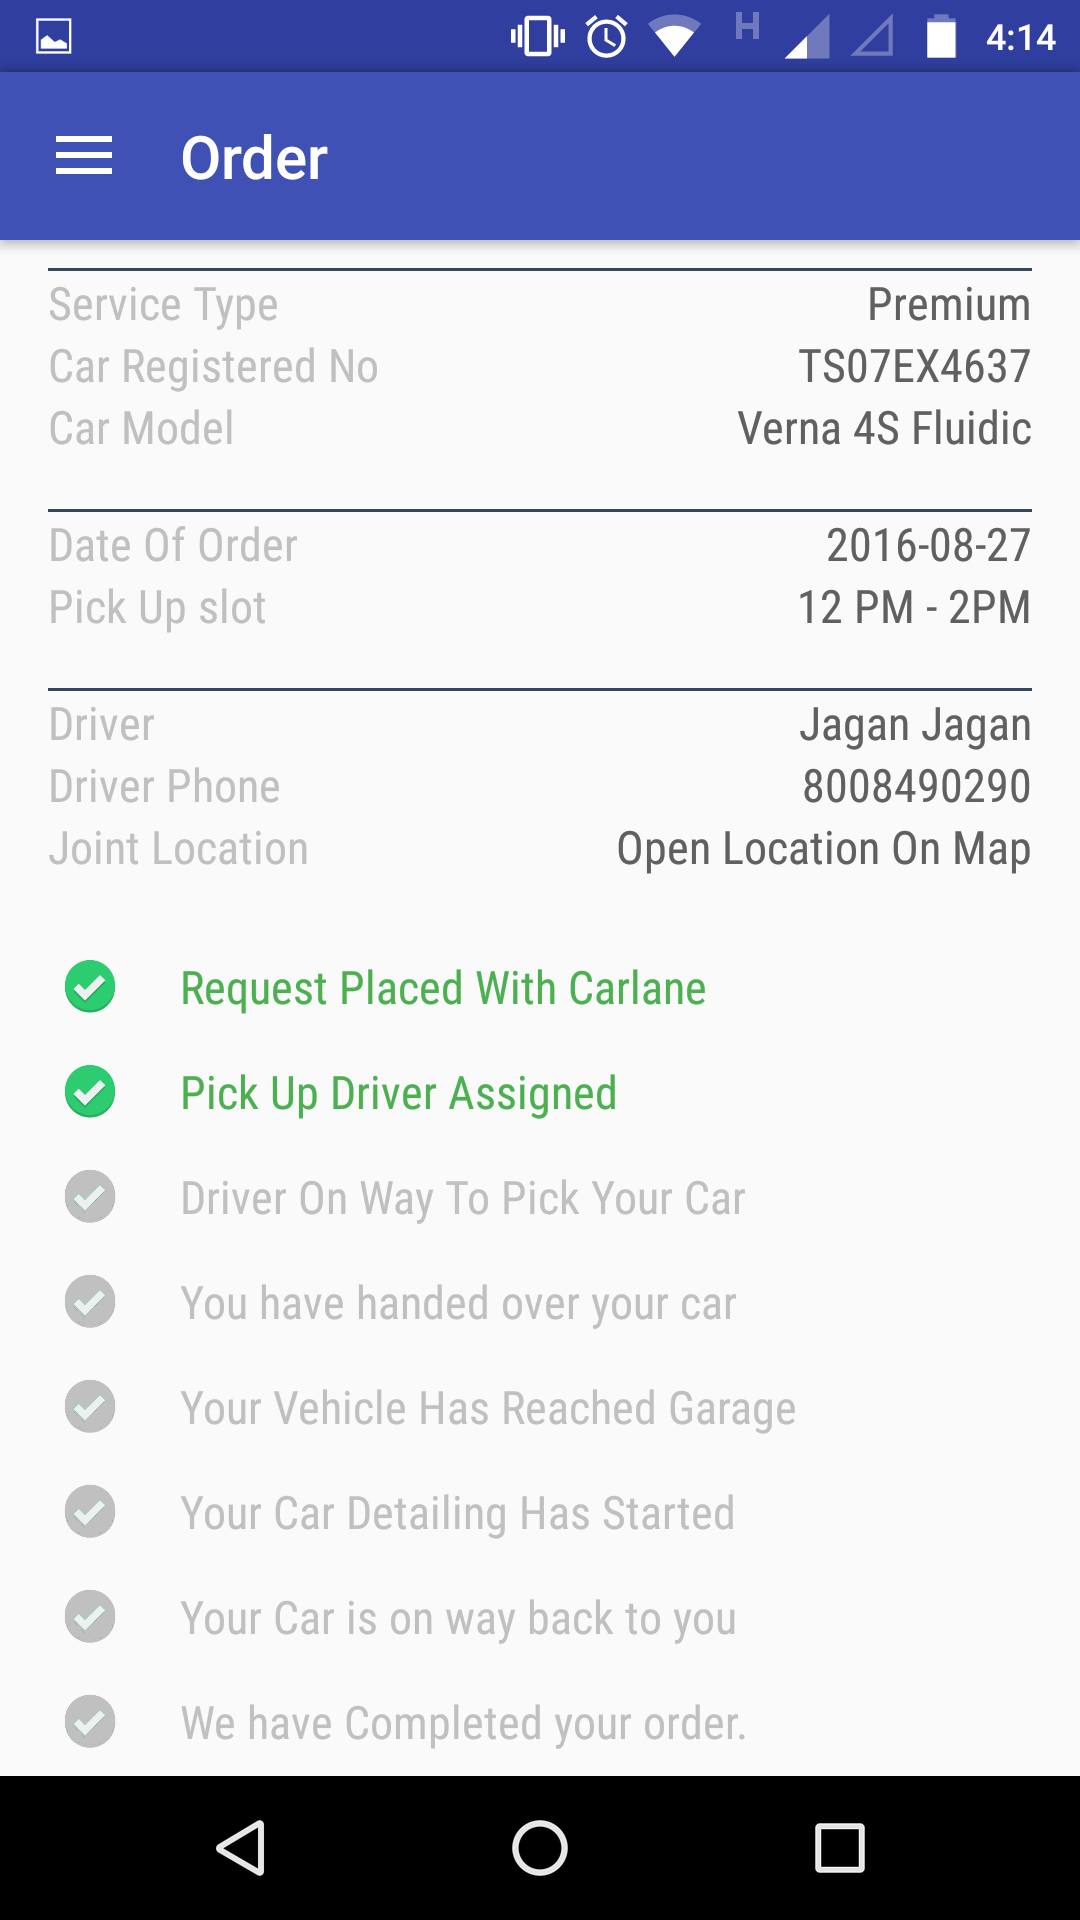 H 4:14
Order
Service Type Premium
Car Registered No TS07EX4637
Car Model Verna 4S Fluidic
Date Of Order 2016-08-27
Pick Up slot 12 PM - 2PM
Driver Jagan Jagan
Driver Phone 8008490290
Joint Location Open Location On Map
Request Placed With Carlane
Pick Up Driver Assigned
Driver On Way To Pick Your Car
You have handed over your car
Your Vehicle Has Reached Garage
Your Car Detailing Has Started
Your Car is on way back to you
We have Completed your order.